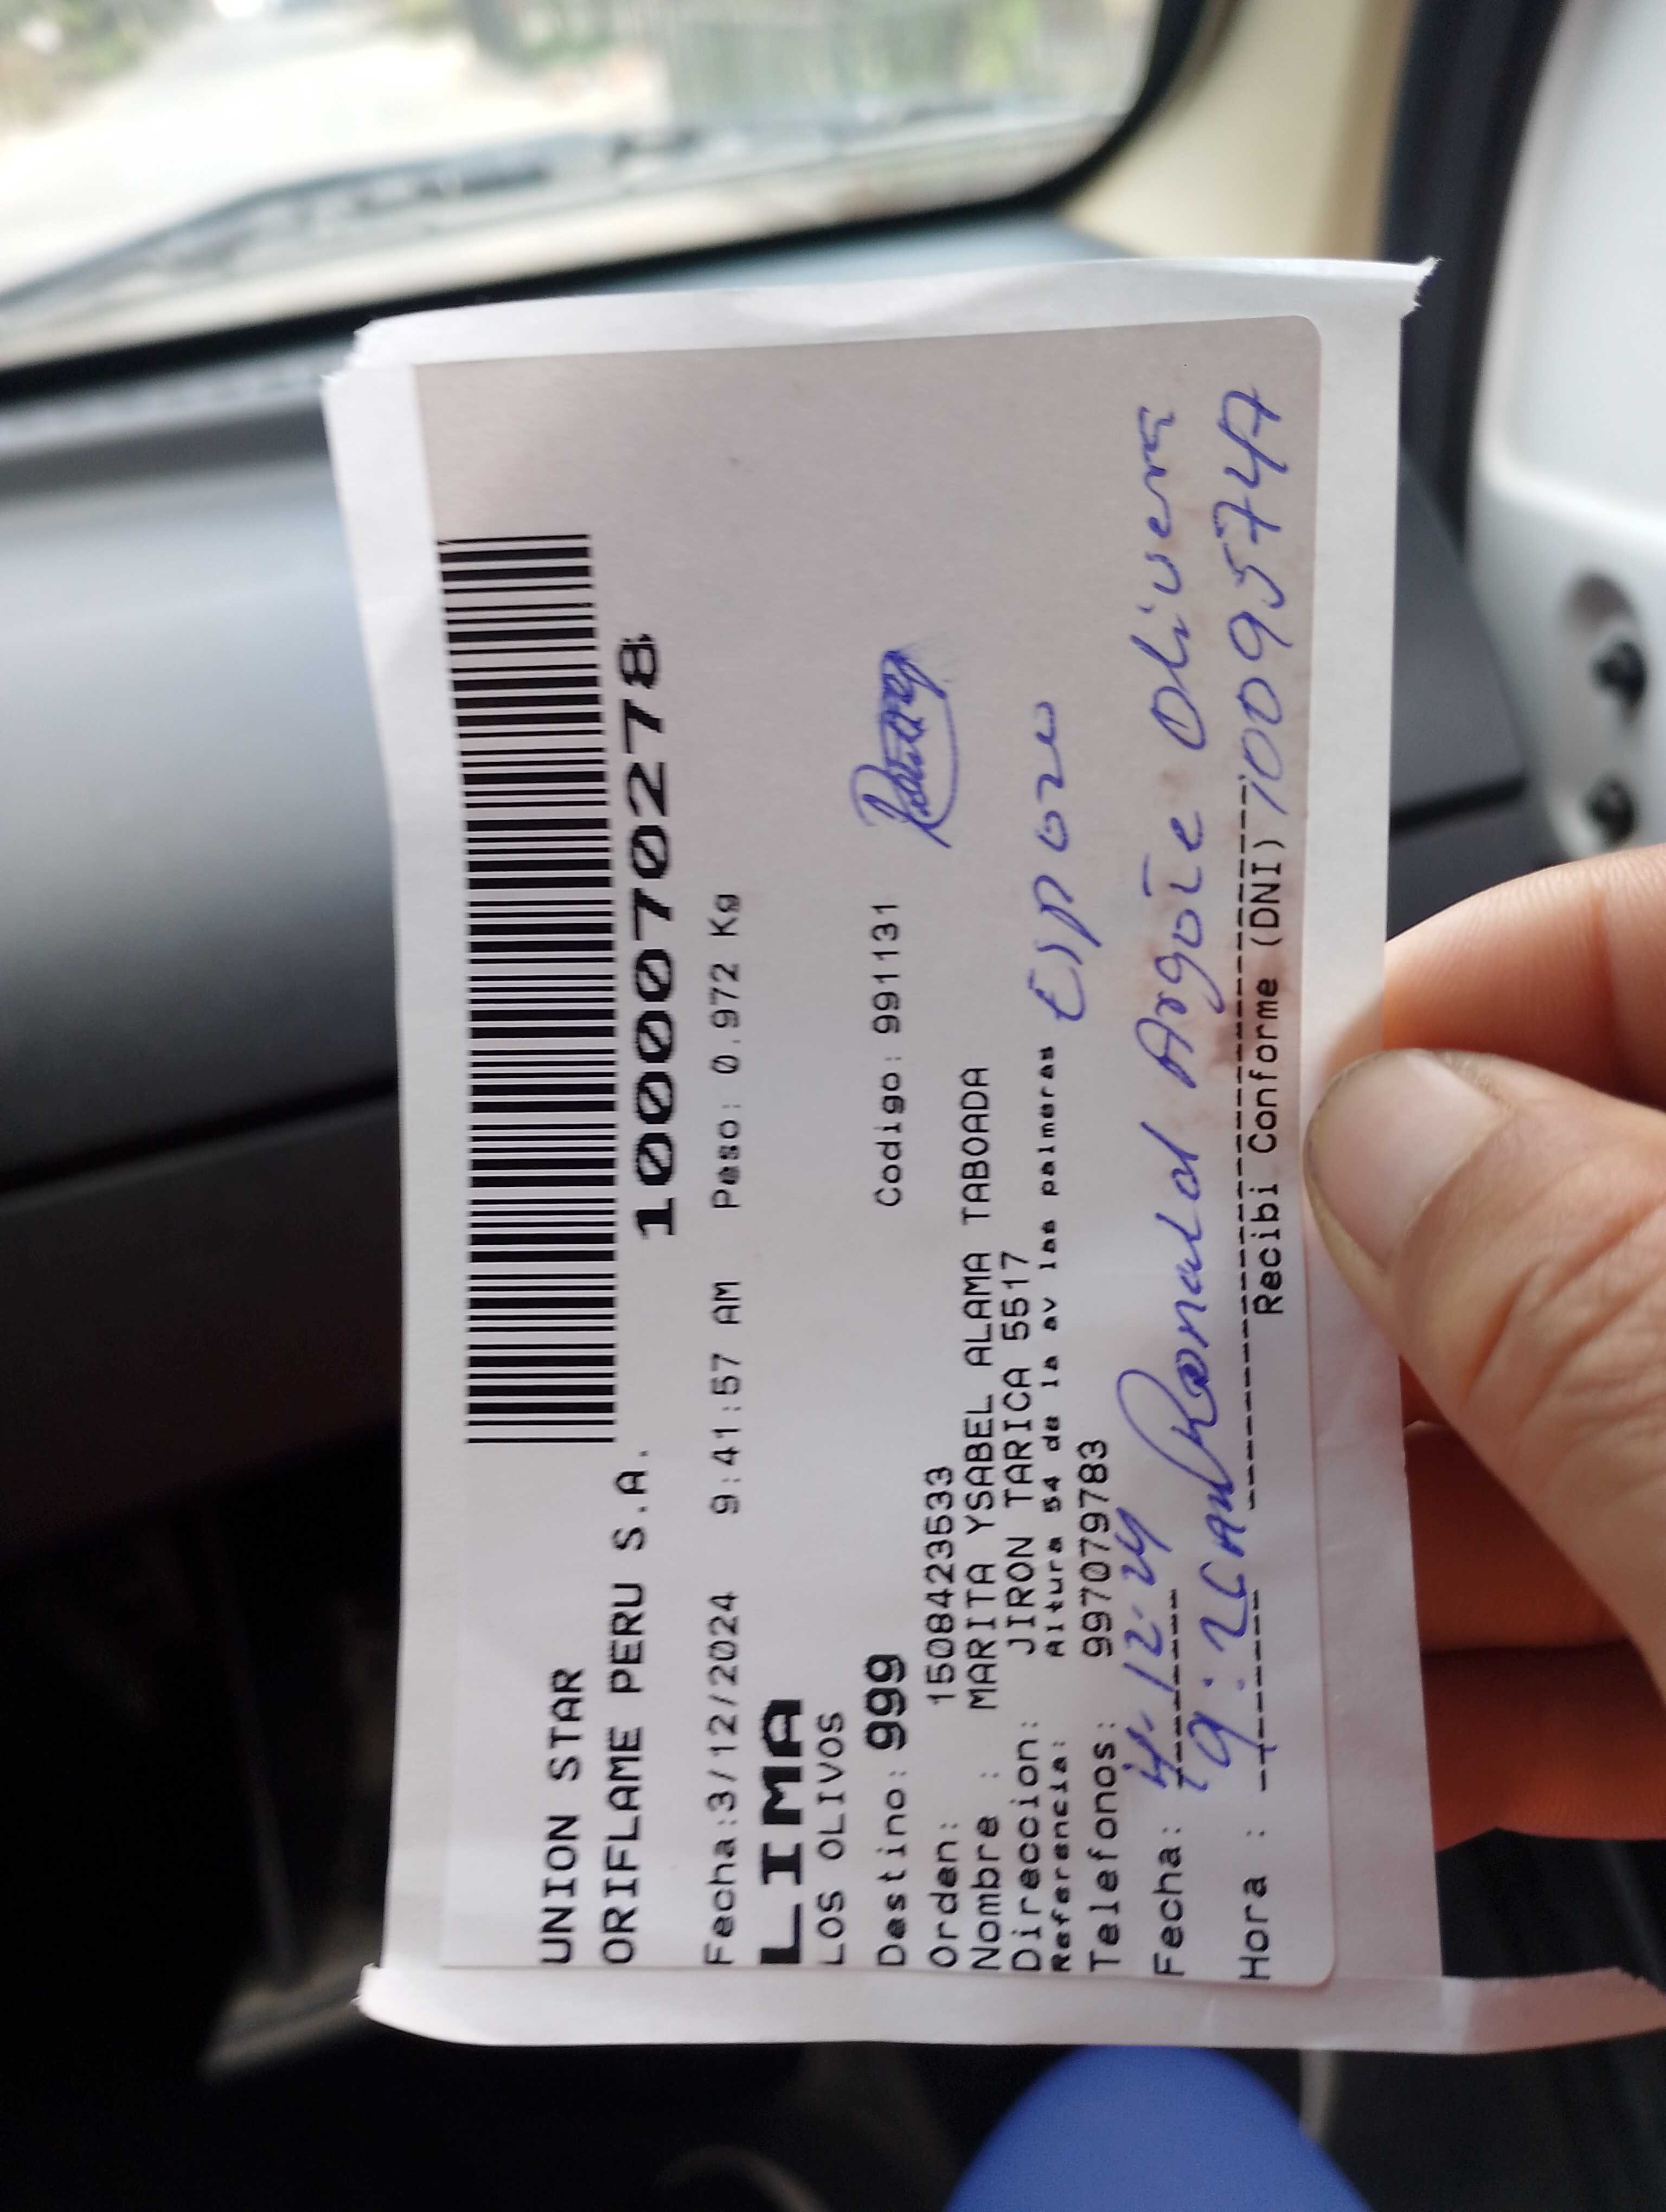 1000070278
UNION STAR
ORIFLAME PERU S.A.
Fecha:3/12/2024 9:41:57 AM Peso: 0.972 Kg
LIMA
LOS OLIVOS
Destino: 999 Codigo: 991131
Orden: 1508423533
Nombre : MARITA YSABEL ALAMA TABOADA
Direccion: JIRON TARICA 5517
Referencia: Altura 54 de la av las palmeras
Telefonos: 997079783
Esposo
Fecha: 4-12-24 Ronald Argote Olivera
Hora : 9:
Recibi Conforme (DNI)